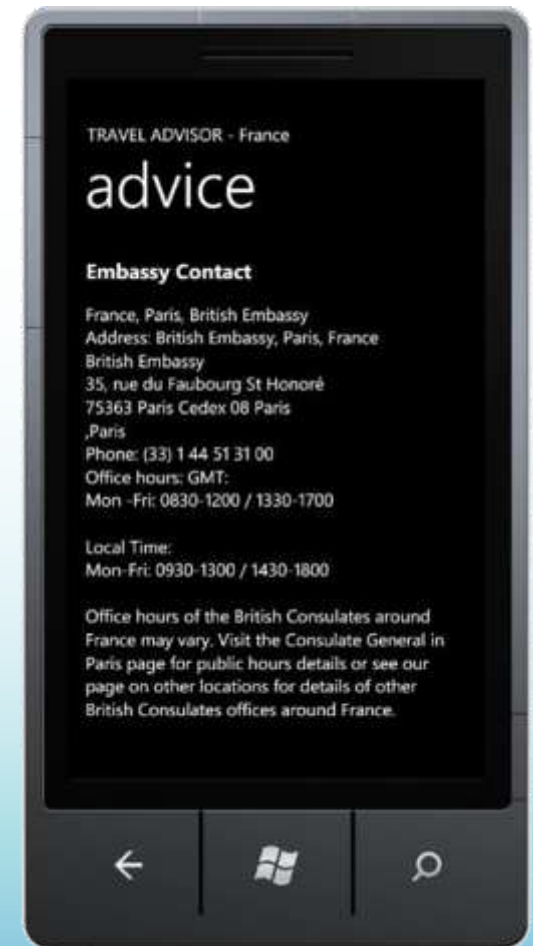 TRAVEL ADVISOR - France
advice
Embassy Contact
France, Paris, British Embassy
Address: British Embassy, Paris, France
British Embassy
35, rue du Faubourg St Honoré
75363 Paris Cedex 08 Paris
,Paris
Phone: (33) 1 44 51 31 00
Office hours: GMT:
Mon -Fri: 0830-1200 / 1330-1700
Local Time:
Mon-Fri: 0930-1300 / 1430-1800
Office hours of the British Consulates around
France may vary. Visit the Consulate General in
Paris page for public hours details or see our
page on other locations for details of other
British Consulates offices around France.